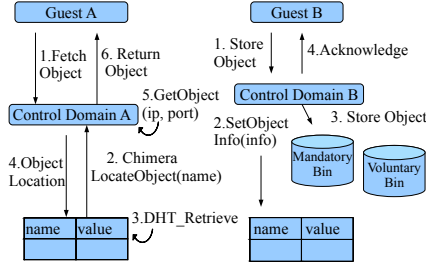 Guest A
Guest B
1.Fetch
Object
6. Return
Object
1. Store
Object
4.Acknowledge
5.GetObject
(ip, port)
Control Domain A
Control Domain B
4.Object
Location
2. Chimera
LocateObject(name)
2.SetObject
Info(info)
3. Store Object
Mandatory
Bin
Voluntary
Bin
3.DHT_Retrieve
name value
name value